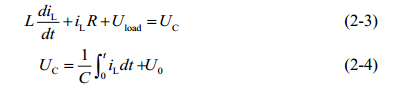 L di_L/dt + i_L R + U_load = U_C (2-3)
U_C = 1/C ∫_0^t i_L dt + U_0 (2-4)